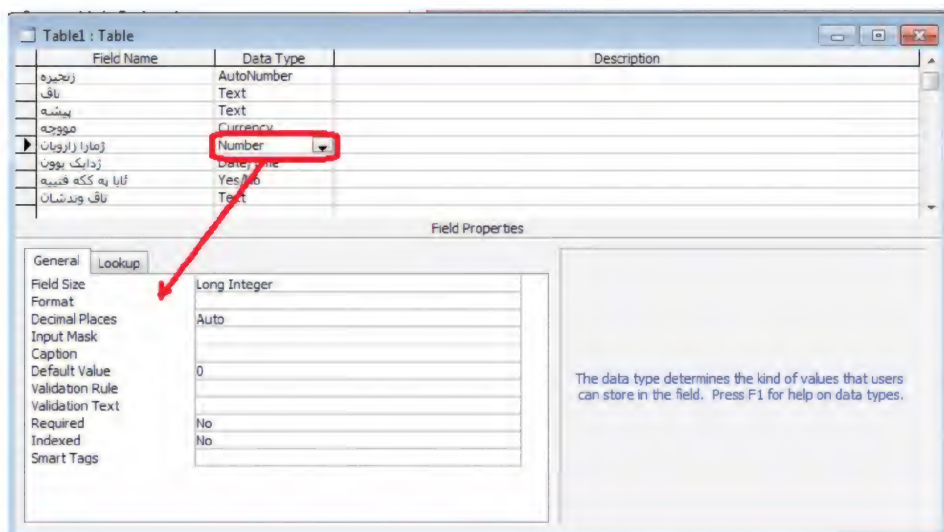 Table1 : Table
Field Name Data Type Description
زنجیره AutoNumber
ناڤ Text
پیشه Text
مووچه Currency
ژمارا زارویان Number
ژدایک بوون Date/Time
ئایا یه ککه فتییه Yes/No
ناڤ ونیشان Text
Field Properties
General Lookup
Field Size Long Integer
Format
Decimal Places Auto
Input Mask
Caption
Default Value 0
Validation Rule
Validation Text
Required No
Indexed No
Smart Tags
The data type determines the kind of values that users
can store in the field. Press F1 for help on data types.